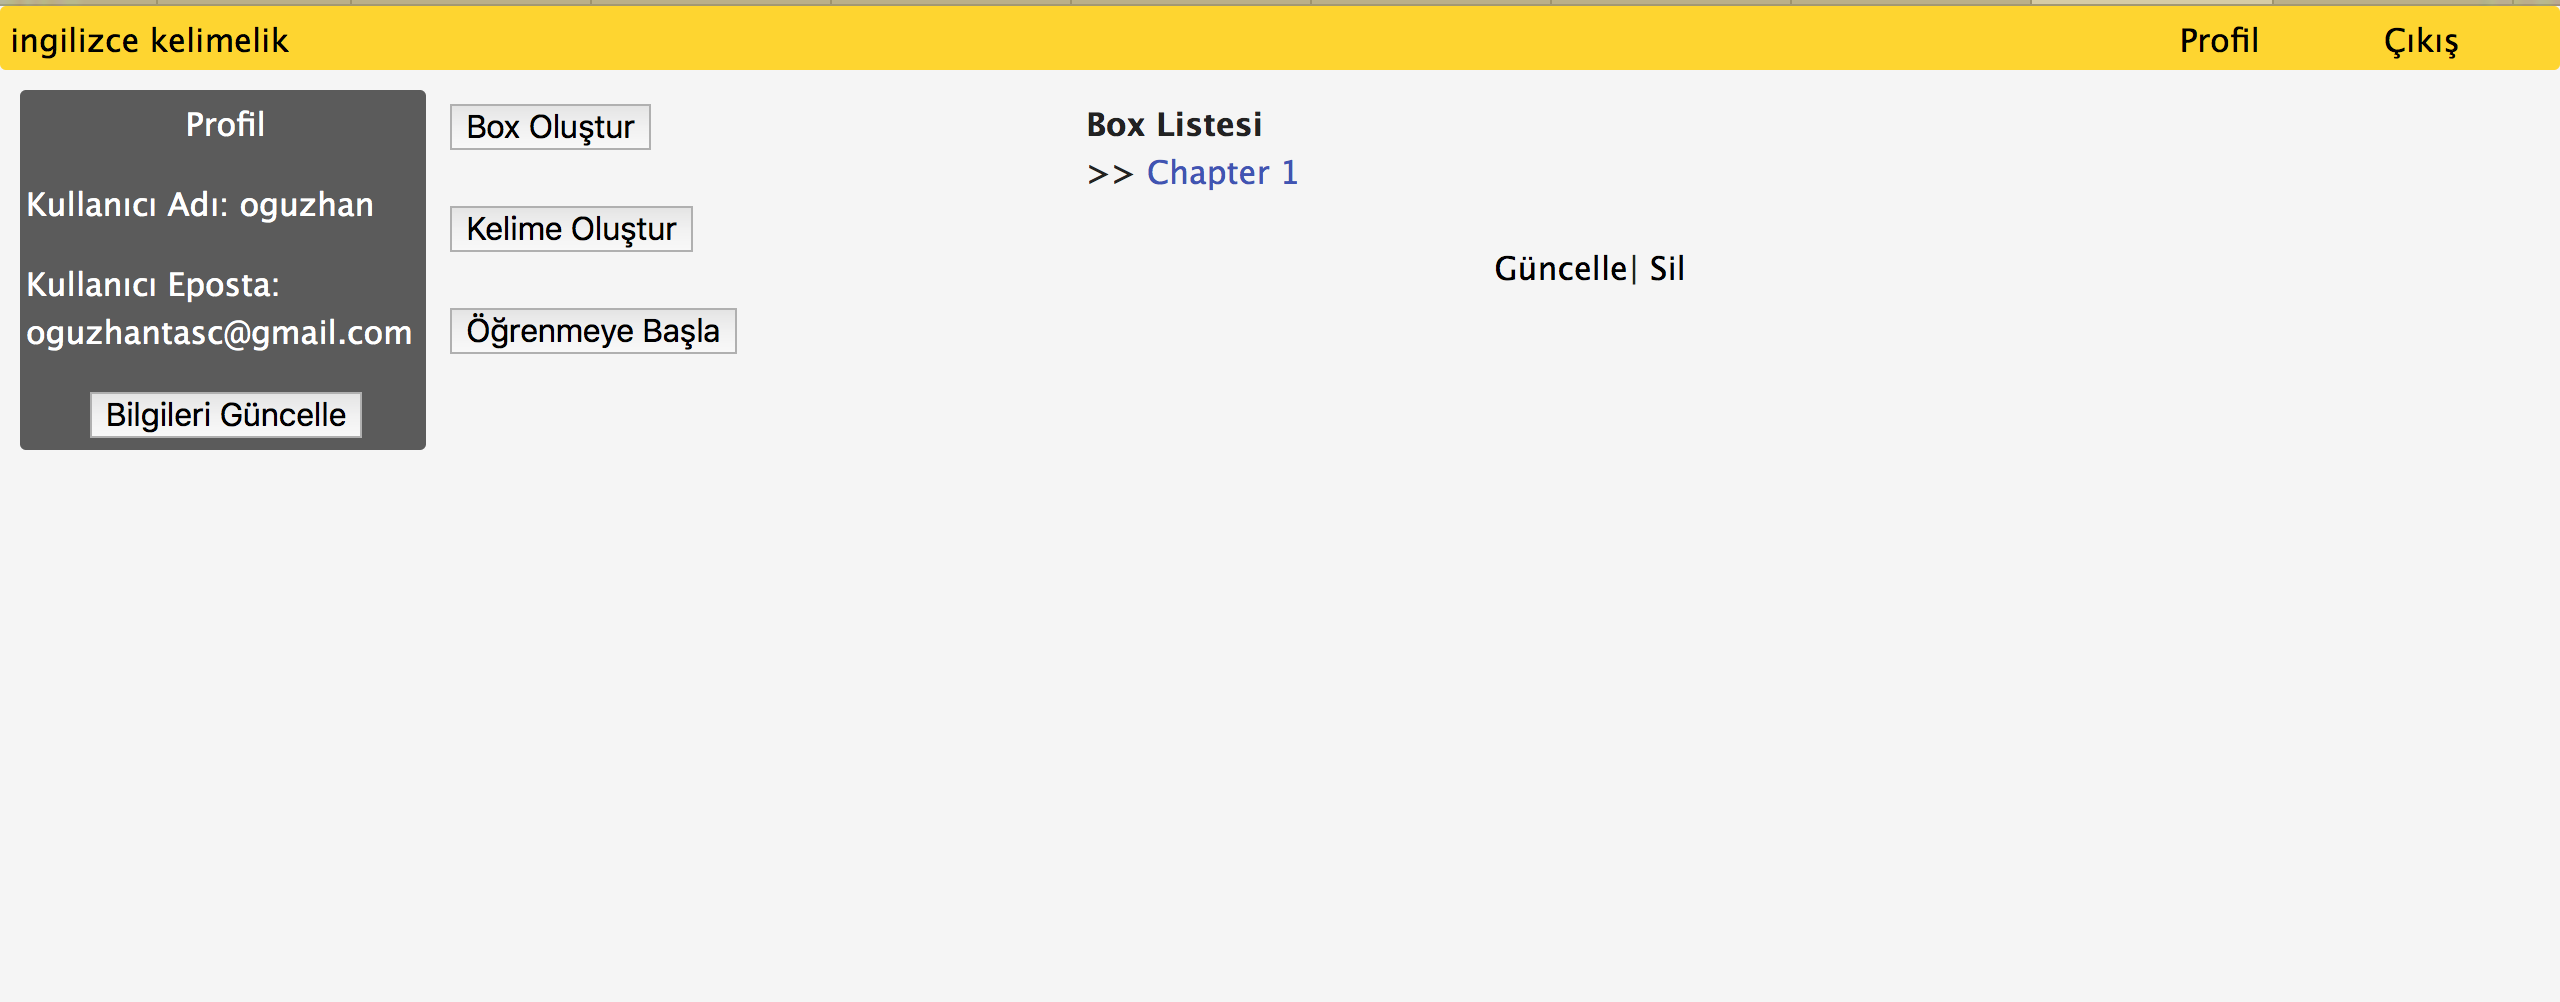 ingilizce kelimelik
Profil
Çıkış
Profil
Kullanıcı Adı: oguzhan
Kullanıcı Eposta:
oguzhantasc@gmail.com
Bilgileri Güncelle
Box Oluştur
Kelime Oluştur
Öğrenmeye Başla
Box Listesi
>> Chapter 1
Güncelle| Sil